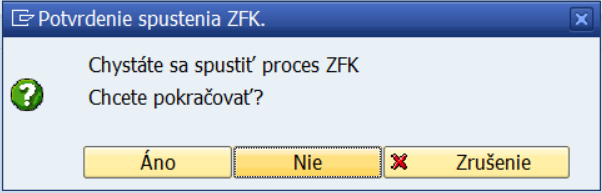 Potvrdenie spustenia ZFK.
Chystáte sa spustiť proces ZFK
Chcete pokračovať?
Áno Nie Zrušenie